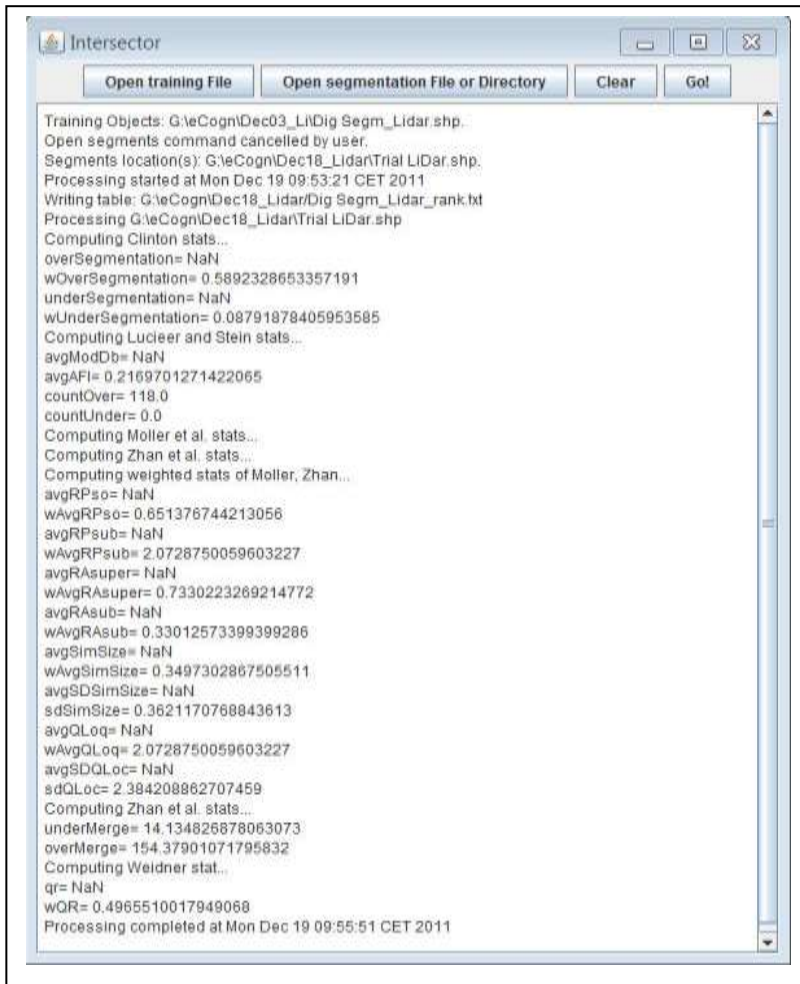 Intersector
Open training File Open segmentation File or Directory Clear Go!
Training Objects: G:\eCogn\Dec03_Li\Dig Segm_Lidar.shp.
Open segments command cancelled by user.
Segments location(s): G:\eCogn\Dec18_Lidar\Trial LiDar.shp.
Processing started at Mon Dec 19 09:53:21 CET 2011
Writing table: G:\eCogn\Dec18_Lidar/Dig Segm_Lidar_rank.txt
Processing G:\eCogn\Dec18_Lidar\Trial LiDar.shp
Computing Clinton stats...
overSegmentation= NaN
wOverSegmentation= 0.5892328653357191
underSegmentation= NaN
wUnderSegmentation= 0.08791878405953585
Computing Lucieer and Stein stats...
avgModDb= NaN
avgAFI= 0.2169701271422065
countOver= 118.0
countUnder= 0.0
Computing Moller et al. stats...
Computing Zhan et al. stats...
Computing weighted stats of Moller, Zhan...
avgRPso= NaN
wAvgRPso= 0.651376744213056
avgRPsub= NaN
wAvgRPsub= 2.0728750059603227
avgRAsuper= NaN
wAvgRAsuper= 0.7330223269214772
avgRAsub= NaN
wAvgRAsub= 0.33012573399399286
avgSimSize= NaN
wAvgSimSize= 0.3497302867505511
avgSDSimSize= NaN
sdSimSize= 0.3621170768843613
avgQLoq= NaN
wAvgQLoq= 2.0728750059603227
avgSDQLoc= NaN
sdQLoc= 2.384208862707459
Computing Zhan et al. stats...
underMerge= 14.134826878063073
overMerge= 154.37901071795832
Computing Weidner stat...
qr= NaN
wQR= 0.4965510017949068
Processing completed at Mon Dec 19 09:55:51 CET 2011